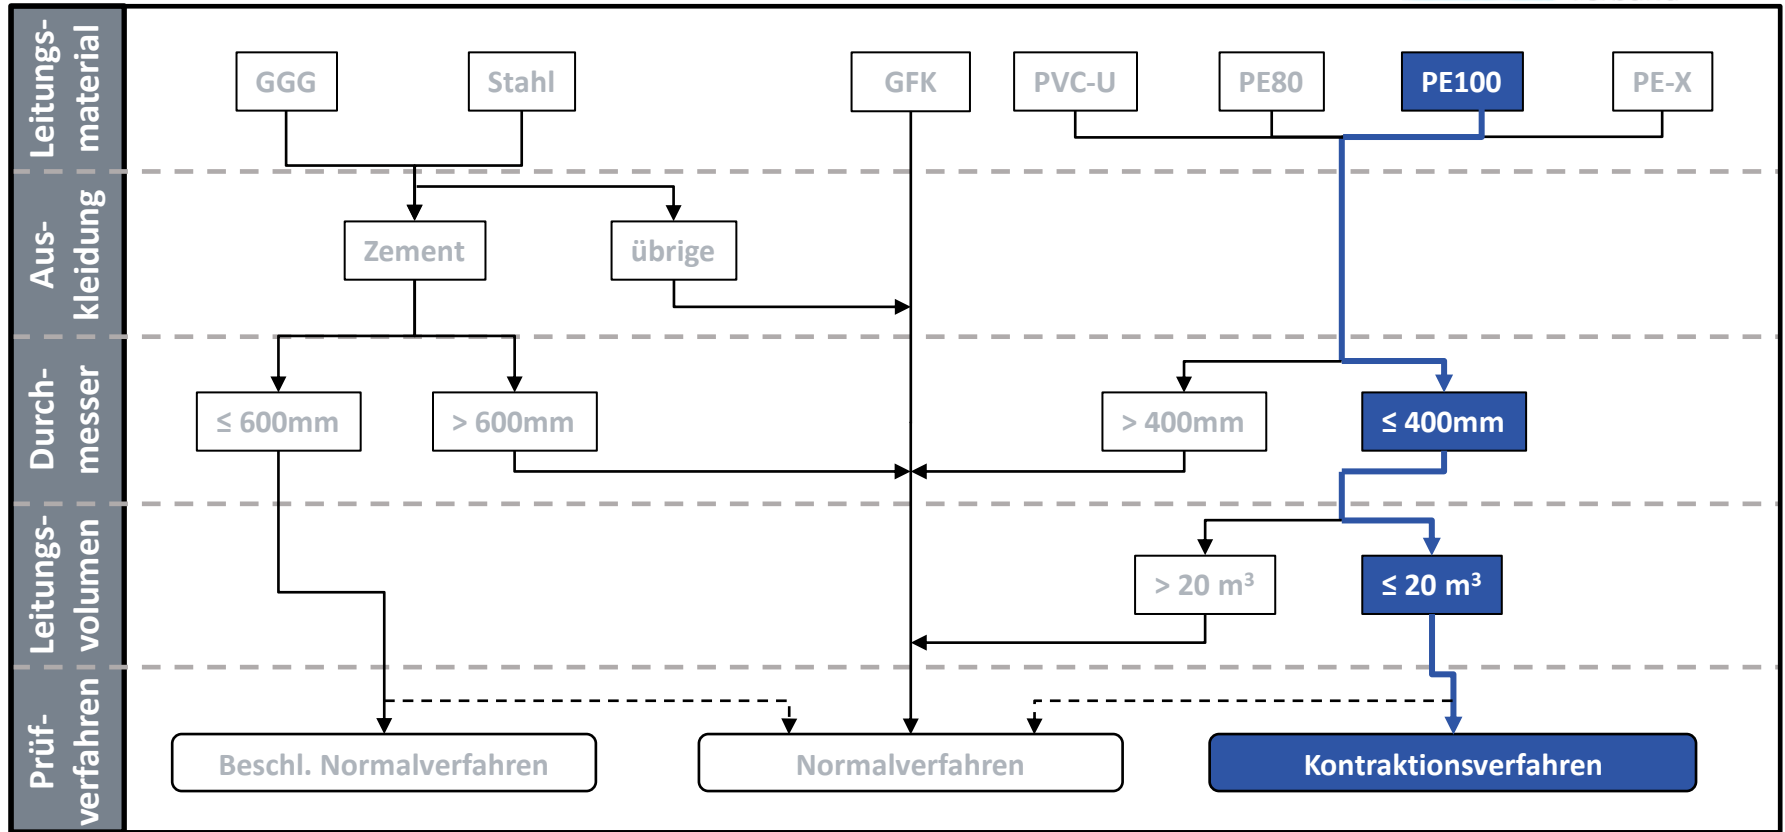 Leitungs-
material
GGG
Stahl
GFK
PVC-U
PE80
PE100
PE-X
Aus-
kleidung
Zement
übrige
Durch-
messer
≤ 600mm
> 600mm
> 400mm
≤ 400mm
Leitungs-
volumen
> 20 m³
≤ 20 m³
Prüf-
verfahren
Beschl. Normalverfahren
Normalverfahren
Kontraktionsverfahren